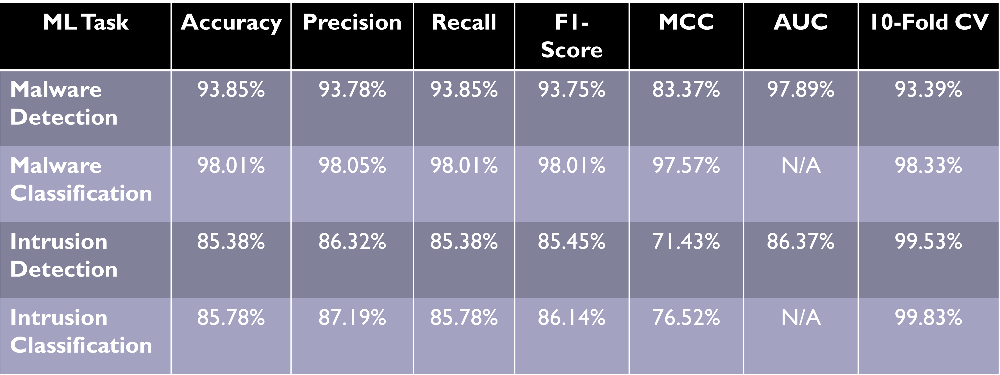 ML Task Accuracy Precision Recall F1- MCC AUC 10-Fold CV
Score
Malware 93.85% 93.78% 93.85% 93.75% 83.37% 97.89% 93.39%
Detection
Malware 98.01% 98.05% 98.01% 98.01% 97.57% N/A 98.33%
Classification
Intrusion 85.38% 86.32% 85.38% 85.45% 71.43% 86.37% 99.53%
Detection
Intrusion 85.78% 87.19% 85.78% 86.14% 76.52% N/A 99.83%
Classification